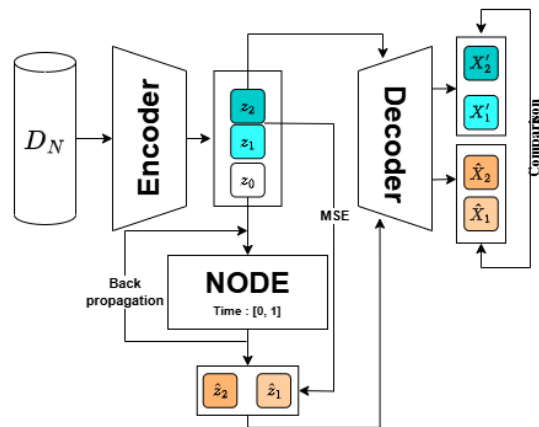 D_N
Encoder
z_2
z_1
z_0
Decoder
X'_2
X'_1
X̂_2
X̂_1
Comparison
MSE
Back
propagation
NODE
Time : [0, 1]
ẑ_2
ẑ_1